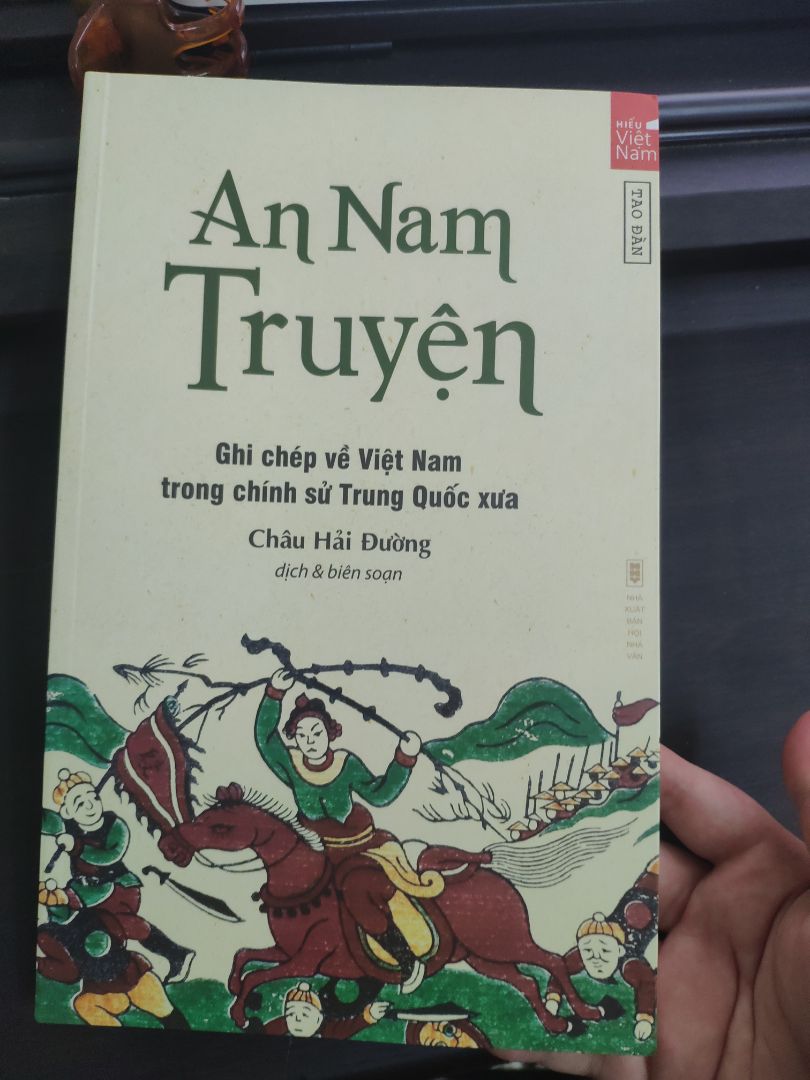 HIỂU
Việt
Nam
TAO ĐÀN
An Nam
Truyện
Ghi chép về Việt Nam
trong chính sử Trung Quốc xưa
Châu Hải Đường
dịch & biên soạn
NHÀ
XUẤT
BẢN
HỘI
NHÀ
VĂN